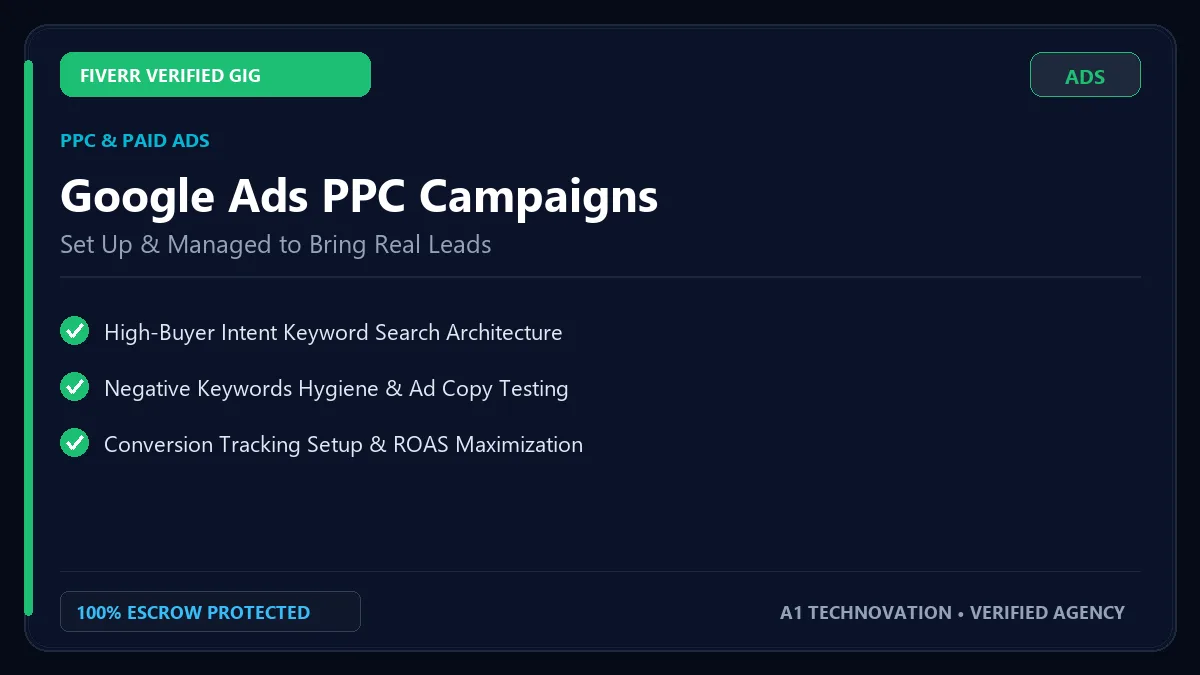 FIVERR VERIFIED GIG
ADS
PPC & PAID ADS
Google Ads PPC Campaigns
Set Up & Managed to Bring Real Leads
High-Buyer Intent Keyword Search Architecture
Negative Keywords Hygiene & Ad Copy Testing
Conversion Tracking Setup & ROAS Maximization
100% ESCROW PROTECTED
A1 TECHNOVATION • VERIFIED AGENCY